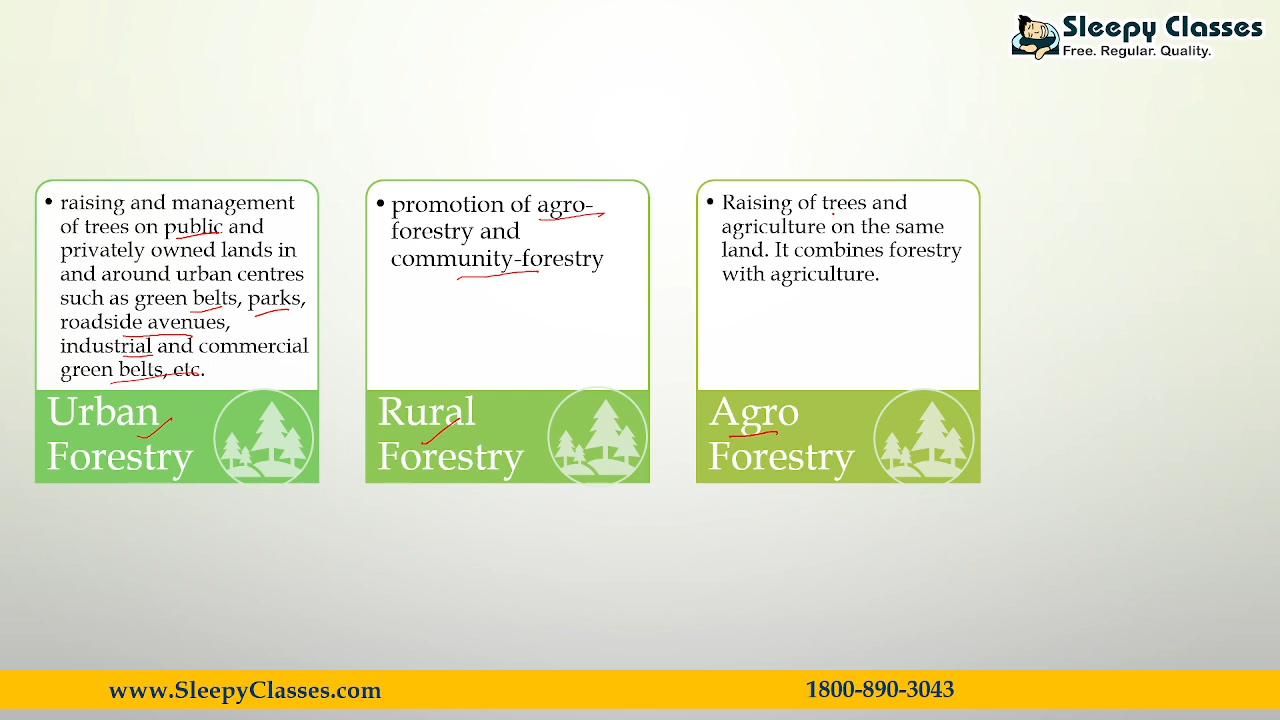 Sleepy Classes
Free. Regular. Quality.
• raising and management
of trees on public and
privately owned lands in
and around urban centres
such as green belts, parks,
roadside avenues,
industrial and commercial
green belts, etc.
Urban
Forestry
• promotion of agro-
forestry and
community-forestry
Rural
Forestry
• Raising of trees and
agriculture on the same
land. It combines forestry
with agriculture.
Agro
Forestry
www.SleepyClasses.com
1800-890-3043